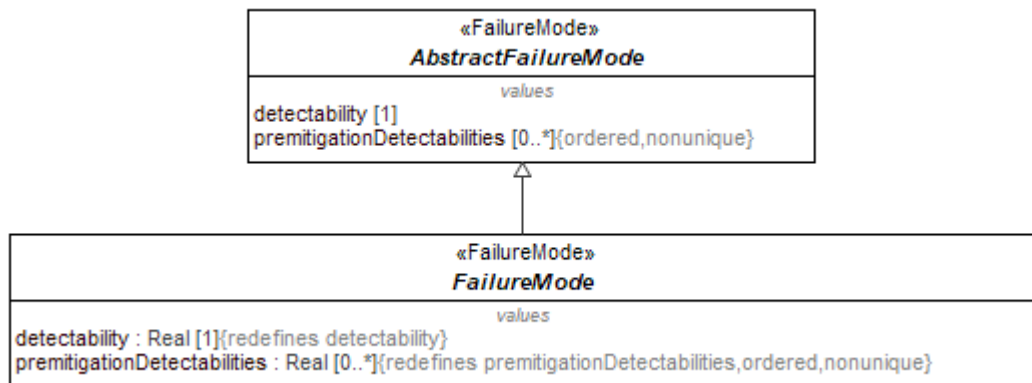 «FailureMode»
AbstractFailureMode
values
detectability [1]
premitigationDetectabilities [0..*]{ordered,nonunique}
«FailureMode»
FailureMode
values
detectability : Real [1]{redefines detectability}
premitigationDetectabilities : Real [0..*]{redefines premitigationDetectabilities,ordered,nonunique}